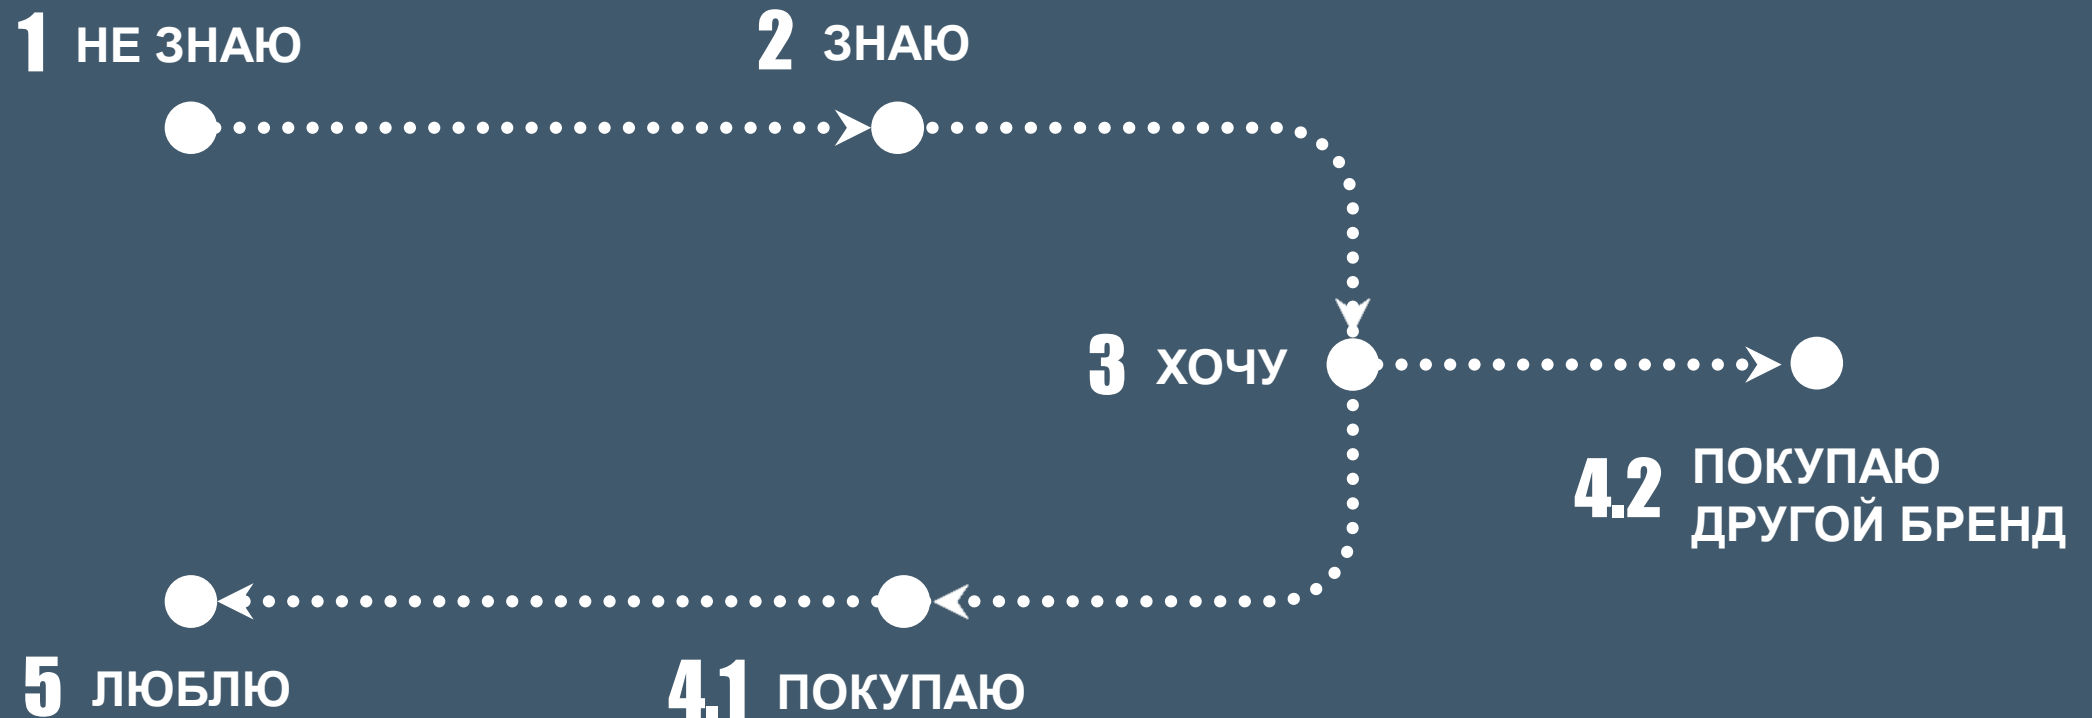 1 НЕ ЗНАЮ
2 ЗНАЮ
3 ХОЧУ
4.2 ПОКУПАЮ
ДРУГОЙ БРЕНД
5 ЛЮБЛЮ
4.1 ПОКУПАЮ